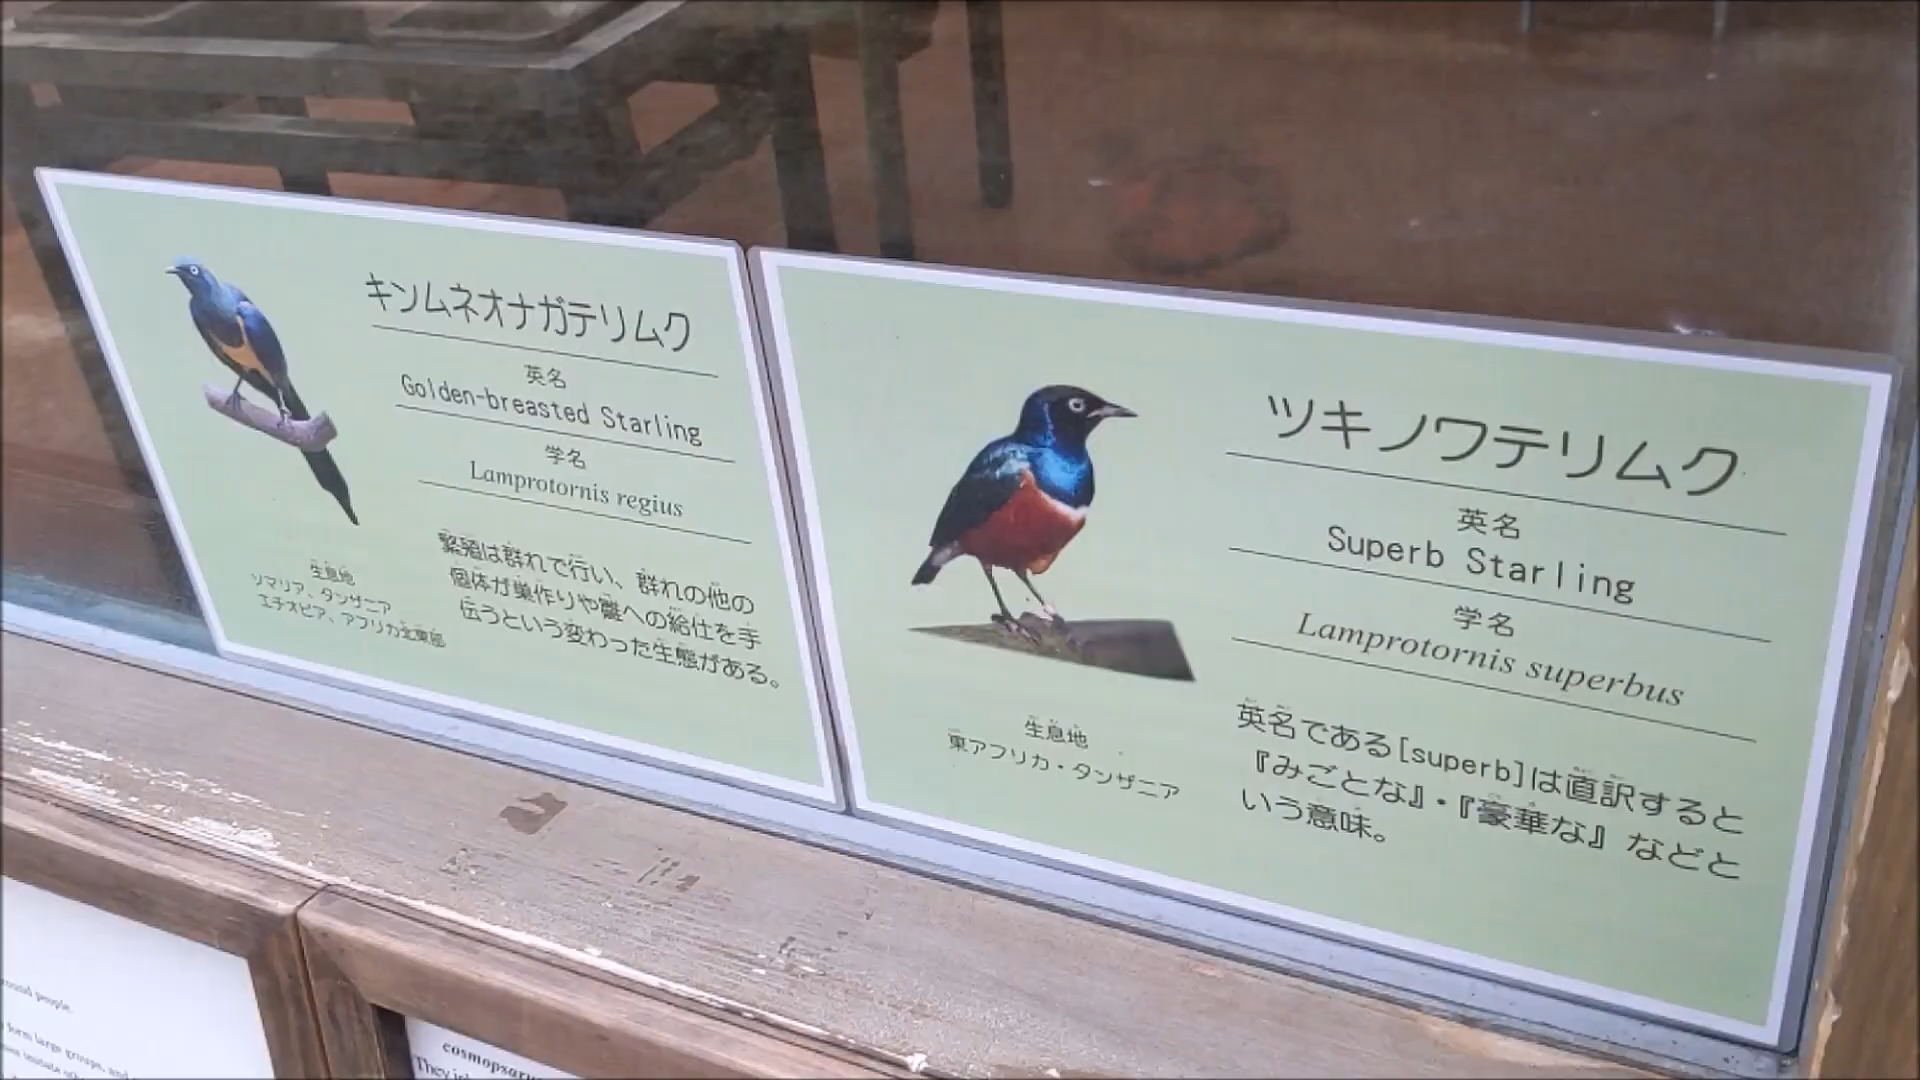 キンムネオナガテリムク
英名
Golden-breasted Starling
学名
Lamprotornis regius
生息地
ソマリア、タンザニア
エチオピア、アフリカ北東部
繁殖は群れで行い、群れの他の
個体が巣作りや雛への給仕を手
伝うという変わった生態がある。
ツキノワテリムク
英名
Superb Starling
学名
Lamprotornis superbus
生息地
東アフリカ・タンザニア
英名である[superb]は直訳すると
『みごとな』・『豪華な』などと
いう意味。
people.
form large groups, and
cosmopsarus
They